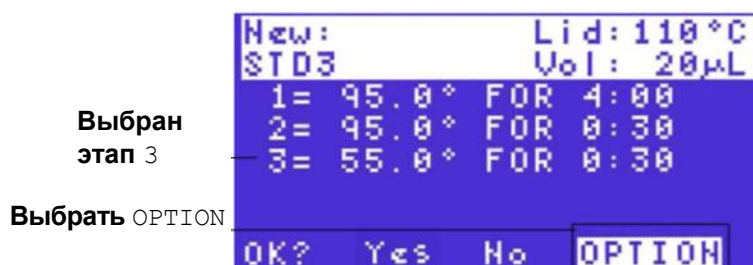 New: Lid:110°C
STD3 Vol: 20µL
1= 95.0° FOR 4:00
Выбран
2= 95.0° FOR 0:30
этап 3
3= 55.0° FOR 0:30
Выбрать OPTION
OK? Yes No OPTION